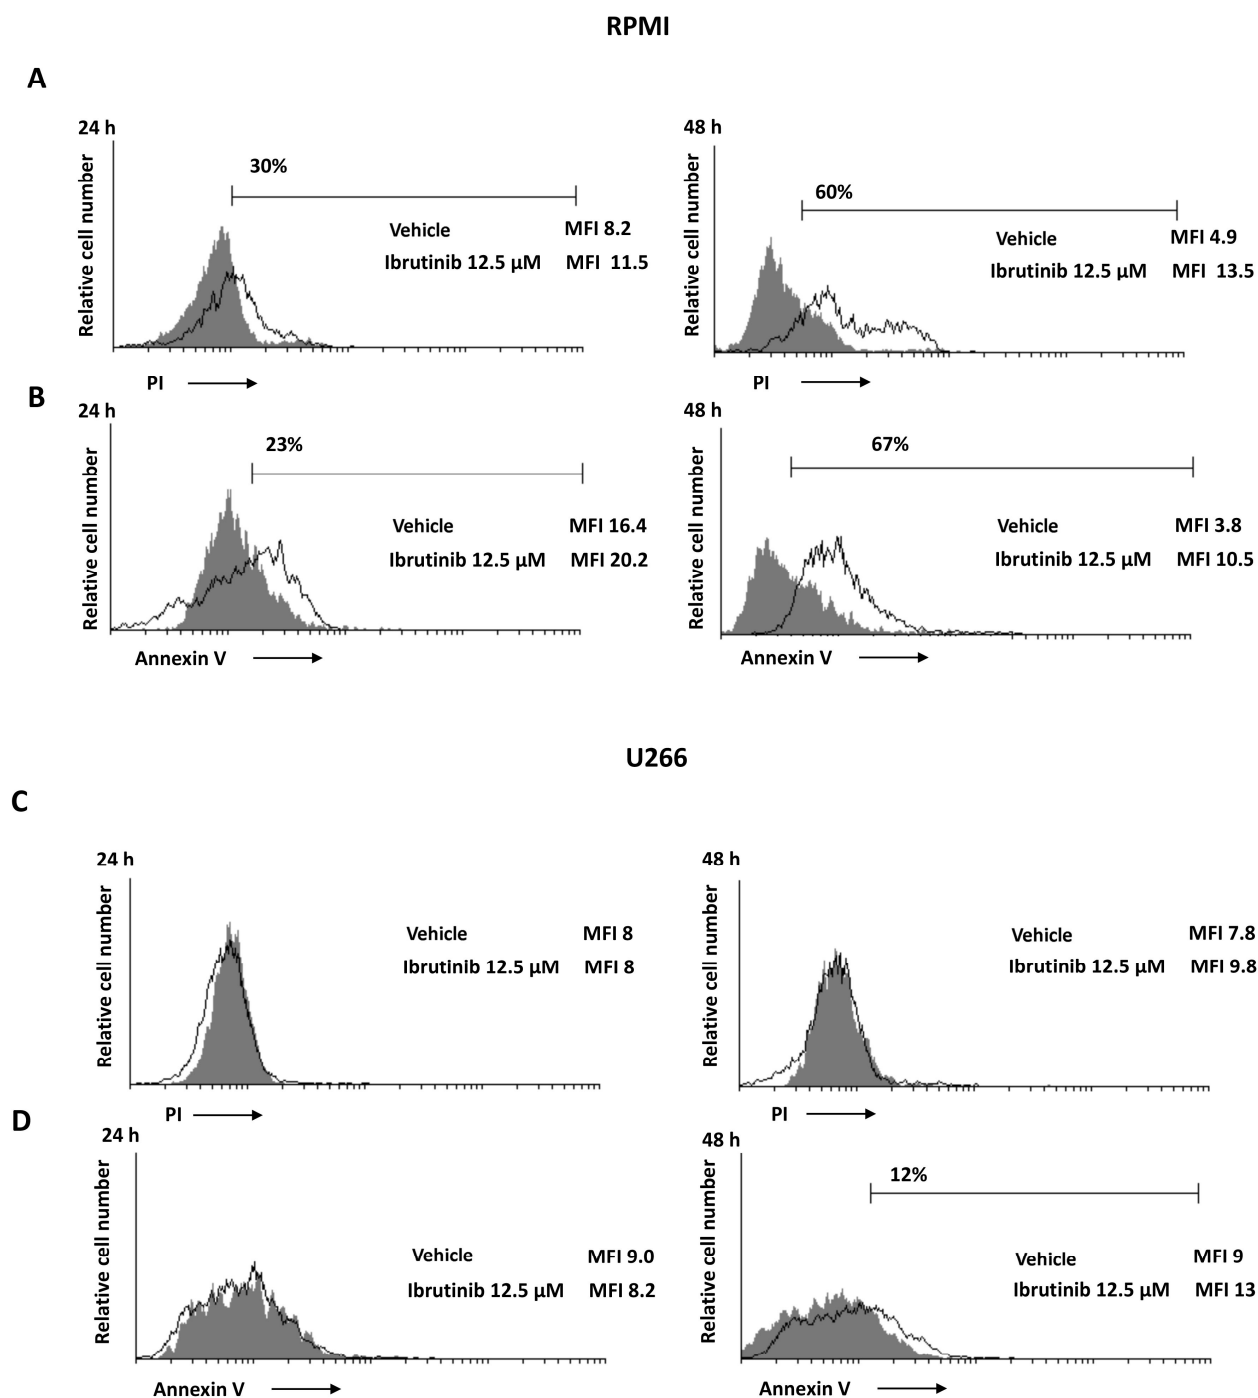 RPMI
A
24 h
Relative cell number
30%
Vehicle MFI 8.2
Ibrutinib 12.5 µM MFI 11.5
PI
48 h
Relative cell number
60%
Vehicle MFI 4.9
Ibrutinib 12.5 µM MFI 13.5
PI
B
24 h
Relative cell number
23%
Vehicle MFI 16.4
Ibrutinib 12.5 µM MFI 20.2
Annexin V
48 h
Relative cell number
67%
Vehicle MFI 3.8
Ibrutinib 12.5 µM MFI 10.5
Annexin V
U266
C
24 h
Relative cell number
Vehicle MFI 8
Ibrutinib 12.5 µM MFI 8
PI
48 h
Relative cell number
Vehicle MFI 7.8
Ibrutinib 12.5 µM MFI 9.8
PI
D
24 h
Relative cell number
Vehicle MFI 9.0
Ibrutinib 12.5 µM MFI 8.2
Annexin V
48 h
Relative cell number
12%
Vehicle MFI 9
Ibrutinib 12.5 µM MFI 13
Annexin V